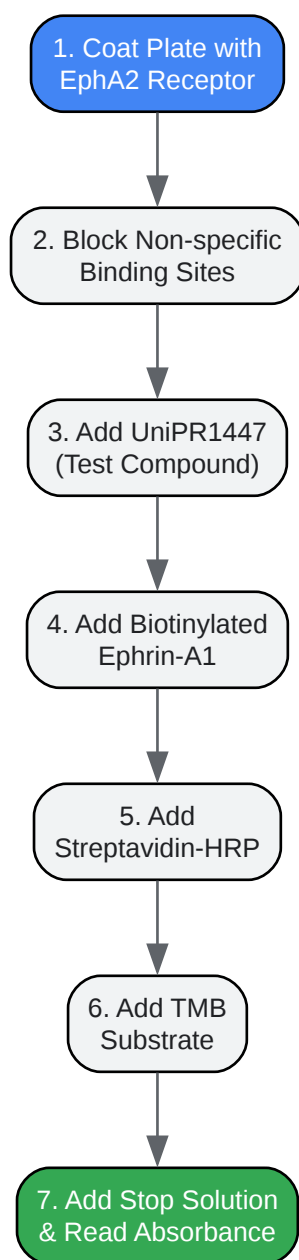 1. Coat Plate with
EphA2 Receptor
2. Block Non-specific
Binding Sites
3. Add UniPR1447
(Test Compound)
4. Add Biotinylated
Ephrin-A1
5. Add
Streptavidin-HRP
6. Add TMB
Substrate
7. Add Stop Solution
& Read Absorbance